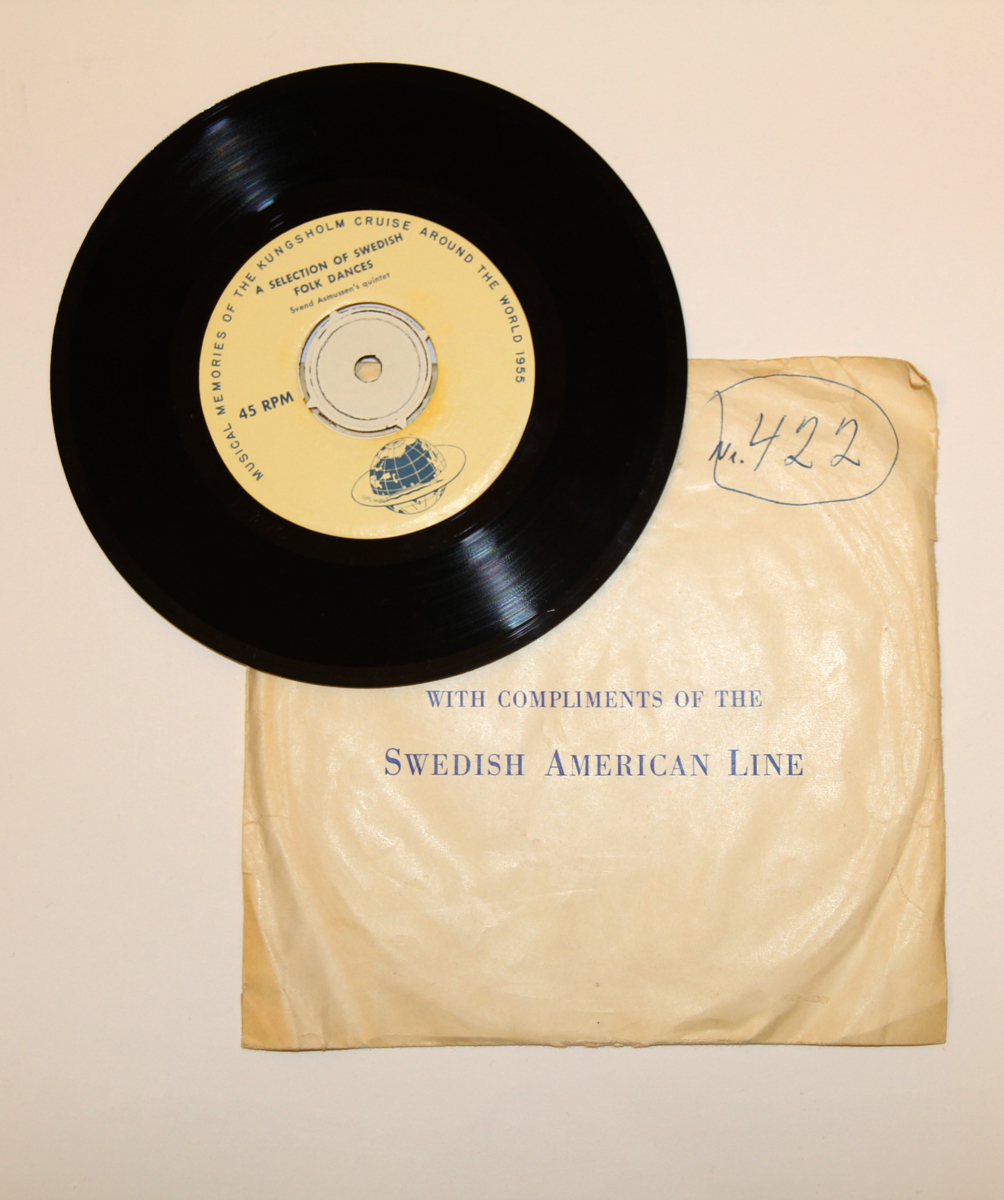 MUSICAL MEMORIES OF THE KUNGSHOLM CRUISE AROUND THE WORLD 1955
A SELECTION OF SWEDISH
FOLK DANCES
Svend Asmussen's quintet
45 RPM
Nr. 422
WITH COMPLIMENTS OF THE
SWEDISH AMERICAN LINE